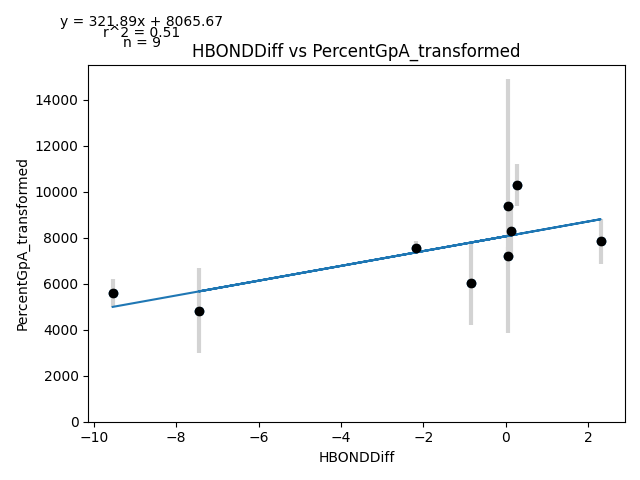 y = 321.89x + 8065.67
r^2 = 0.51
n = 9
HBONDDiff vs PercentGpA_transformed
PercentGpA_transformed
14000
12000
10000
8000
6000
4000
2000
0
−10 −8 −6 −4 −2 0 2
HBONDDiff